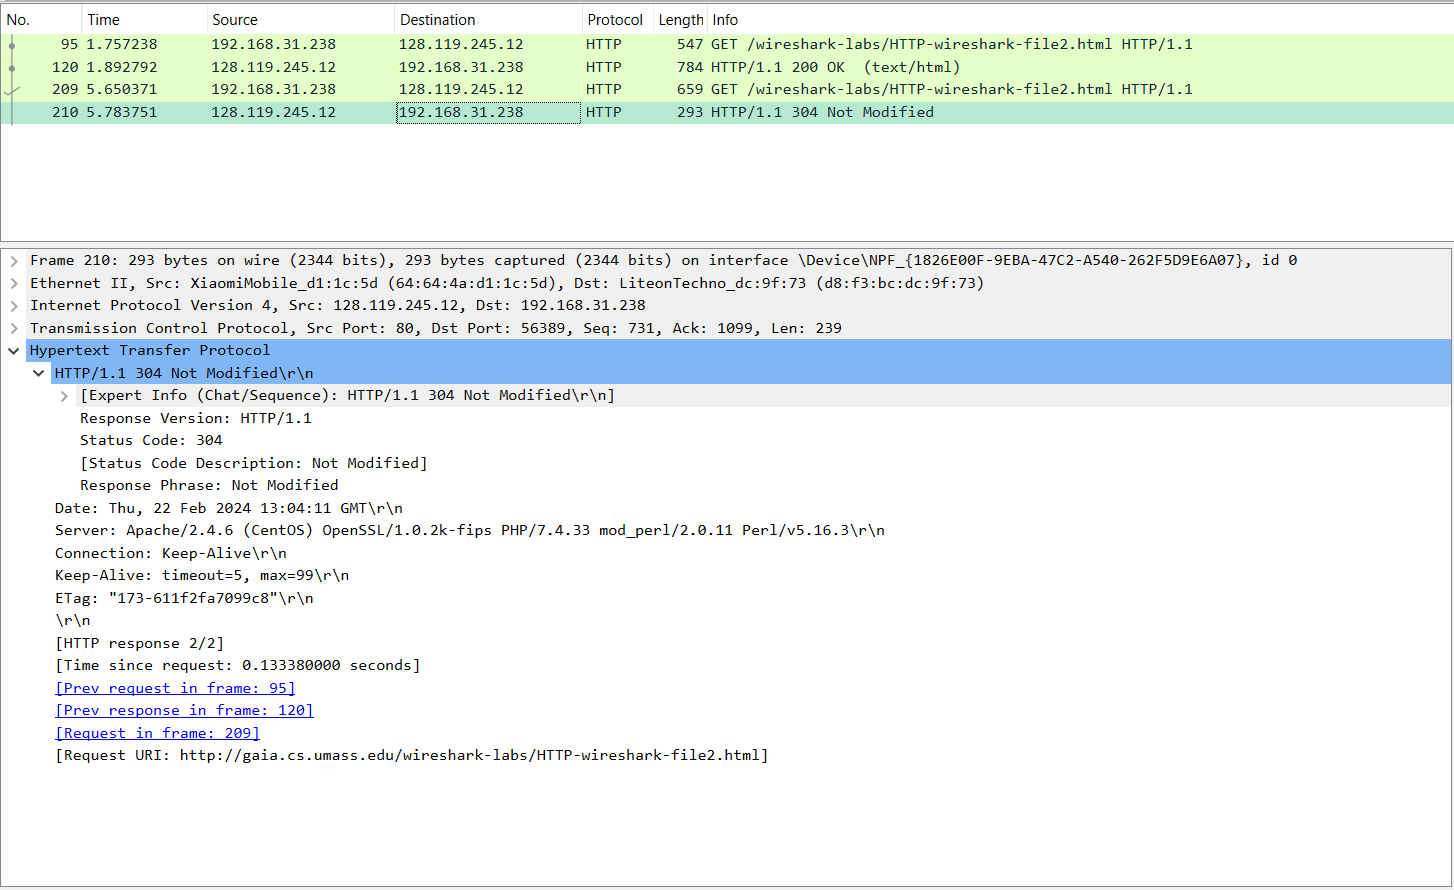 No. Time Source Destination Protocol Length Info
95 1.757238 192.168.31.238 128.119.245.12 HTTP 547 GET /wireshark-labs/HTTP-wireshark-file2.html HTTP/1.1
120 1.892792 128.119.245.12 192.168.31.238 HTTP 784 HTTP/1.1 200 OK  (text/html)
209 5.650371 192.168.31.238 128.119.245.12 HTTP 659 GET /wireshark-labs/HTTP-wireshark-file2.html HTTP/1.1
210 5.783751 128.119.245.12 192.168.31.238 HTTP 293 HTTP/1.1 304 Not Modified
Frame 210: 293 bytes on wire (2344 bits), 293 bytes captured (2344 bits) on interface \Device\NPF_{1826E00F-9EBA-47C2-A540-262F5D9E6A07}, id 0
Ethernet II, Src: XiaomiMobile_d1:1c:5d (64:64:4a:d1:1c:5d), Dst: LiteonTechno_dc:9f:73 (d8:f3:bc:dc:9f:73)
Internet Protocol Version 4, Src: 128.119.245.12, Dst: 192.168.31.238
Transmission Control Protocol, Src Port: 80, Dst Port: 56389, Seq: 731, Ack: 1099, Len: 239
Hypertext Transfer Protocol
HTTP/1.1 304 Not Modified\r\n
[Expert Info (Chat/Sequence): HTTP/1.1 304 Not Modified\r\n]
Response Version: HTTP/1.1
Status Code: 304
[Status Code Description: Not Modified]
Response Phrase: Not Modified
Date: Thu, 22 Feb 2024 13:04:11 GMT\r\n
Server: Apache/2.4.6 (CentOS) OpenSSL/1.0.2k-fips PHP/7.4.33 mod_perl/2.0.11 Perl/v5.16.3\r\n
Connection: Keep-Alive\r\n
Keep-Alive: timeout=5, max=99\r\n
ETag: "173-611f2fa7099c8"\r\n
\r\n
[HTTP response 2/2]
[Time since request: 0.133380000 seconds]
[Prev request in frame: 95]
[Prev response in frame: 120]
[Request in frame: 209]
[Request URI: http://gaia.cs.umass.edu/wireshark-labs/HTTP-wireshark-file2.html]